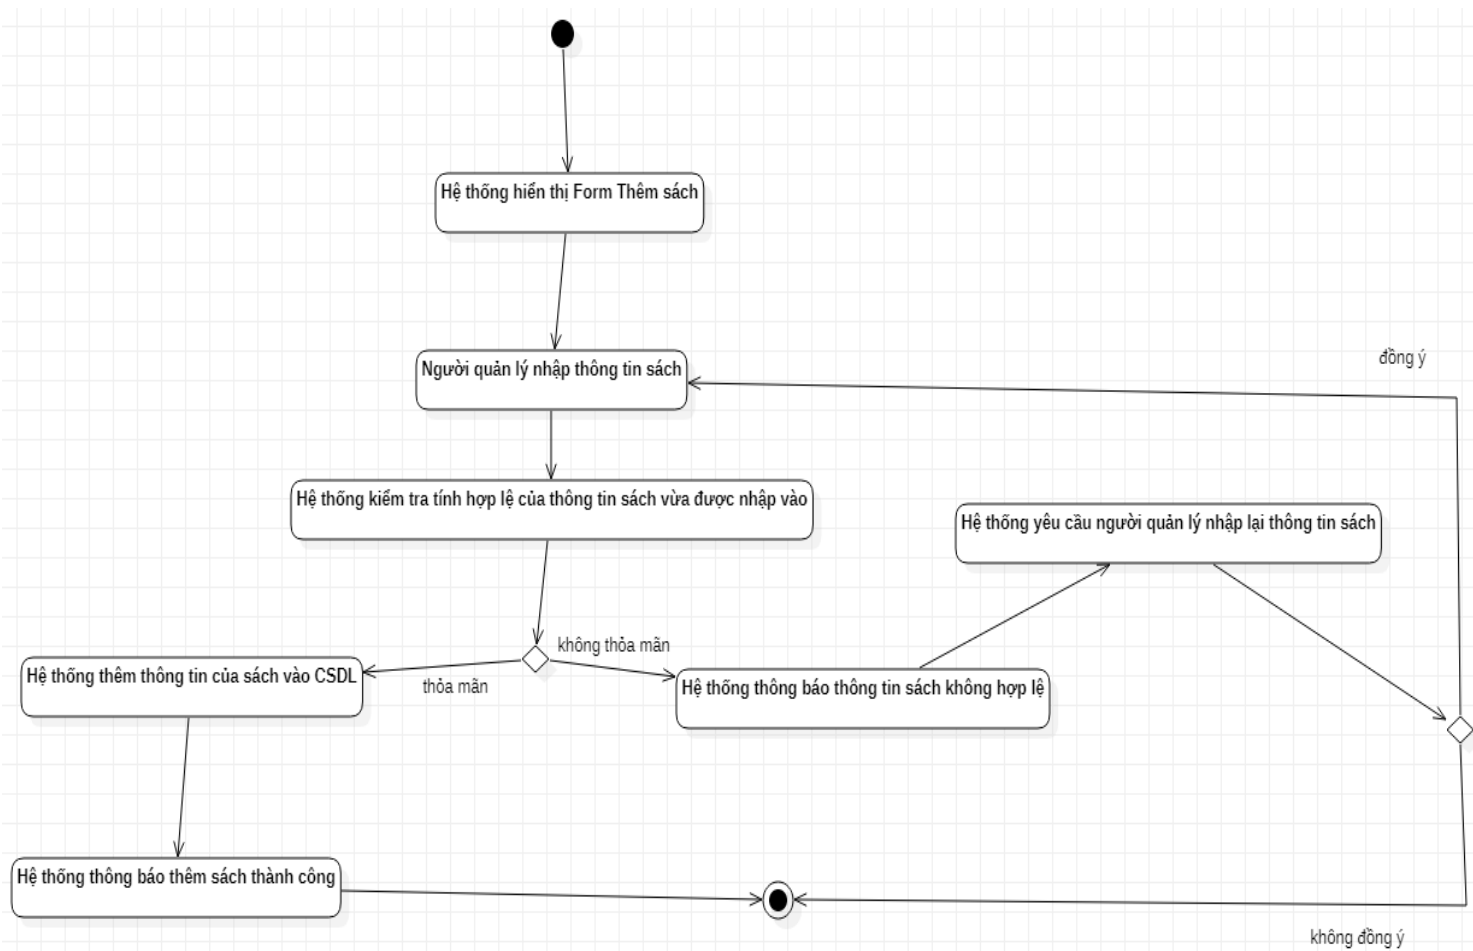 Hệ thống hiển thị Form Thêm sách
Người quản lý nhập thông tin sách
đồng ý
Hệ thống kiểm tra tính hợp lệ của thông tin sách vừa được nhập vào
Hệ thống yêu cầu người quản lý nhập lại thông tin sách
không thỏa mãn
Hệ thống thêm thông tin của sách vào CSDL
thỏa mãn
Hệ thống thông báo thông tin sách không hợp lệ
Hệ thống thông báo thêm sách thành công
không đồng ý